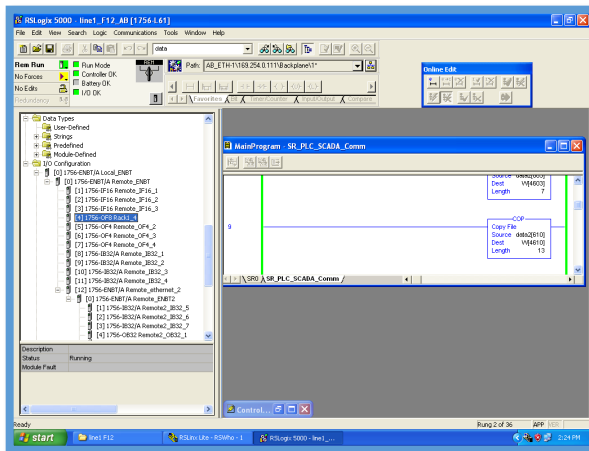 RSLogix 5000 - line1_F12_AB [1756-L61]
File Edit View Search Logic Communications Tools Window Help
data
Rem Run
Run Mode
No Forces
Controller OK
Battery OK
No Edits
I/O OK
Redundancy
REM
Path: AB_ETH-1\169.254.0.111\Backplane\1*
Favorites Bit Timer/Counter Input/Output Compare
Online Edit
Data Types
User-Defined
Strings
Predefined
Module-Defined
I/O Configuration
[0] 1756-ENBT/A Local_ENBT
[0] 1756-ENBT/A Remote_ENBT
[1] 1756-IF16 Remote_IF16_1
[2] 1756-IF16 Remote_IF16_2
[3] 1756-IF16 Remote_IF16_3
[4] 1756-OF8 Rack1_4
[5] 1756-OF4 Remote_OF4_2
[6] 1756-OF4 Remote_OF4_3
[7] 1756-OF4 Remote_OF4_4
[8] 1756-IB32/A Remote_IB32_1
[9] 1756-IB32/A Remote_IB32_2
[10] 1756-IB32/A Remote_IB32_3
[11] 1756-IB32/A Remote_IB32_4
[12] 1756-ENBT/A Remote_ethernet_2
[0] 1756-ENBT/A Remote_ENBT2
[1] 1756-IB32/A Remote2_IB32_5
[2] 1756-IB32/A Remote2_IB32_6
[3] 1756-IB32/A Remote2_IB32_7
[4] 1756-OB32 Remote2_OB32_1
Description
Status Running
Module Fault
MainProgram - SR_PLC_SCADA_Comm
Source data2[603]
Dest W[4603]
Length 7
9
COP
Copy File
Source data2[610]
Dest W[4610]
Length 13
SR0 SR_PLC_SCADA_Comm
Control...
Ready
Rung 2 of 36 APP VER
start
line1 F12
RSLinx Lite - RSWho - 1
RSLogix 5000 - line1_...
2:24 PM